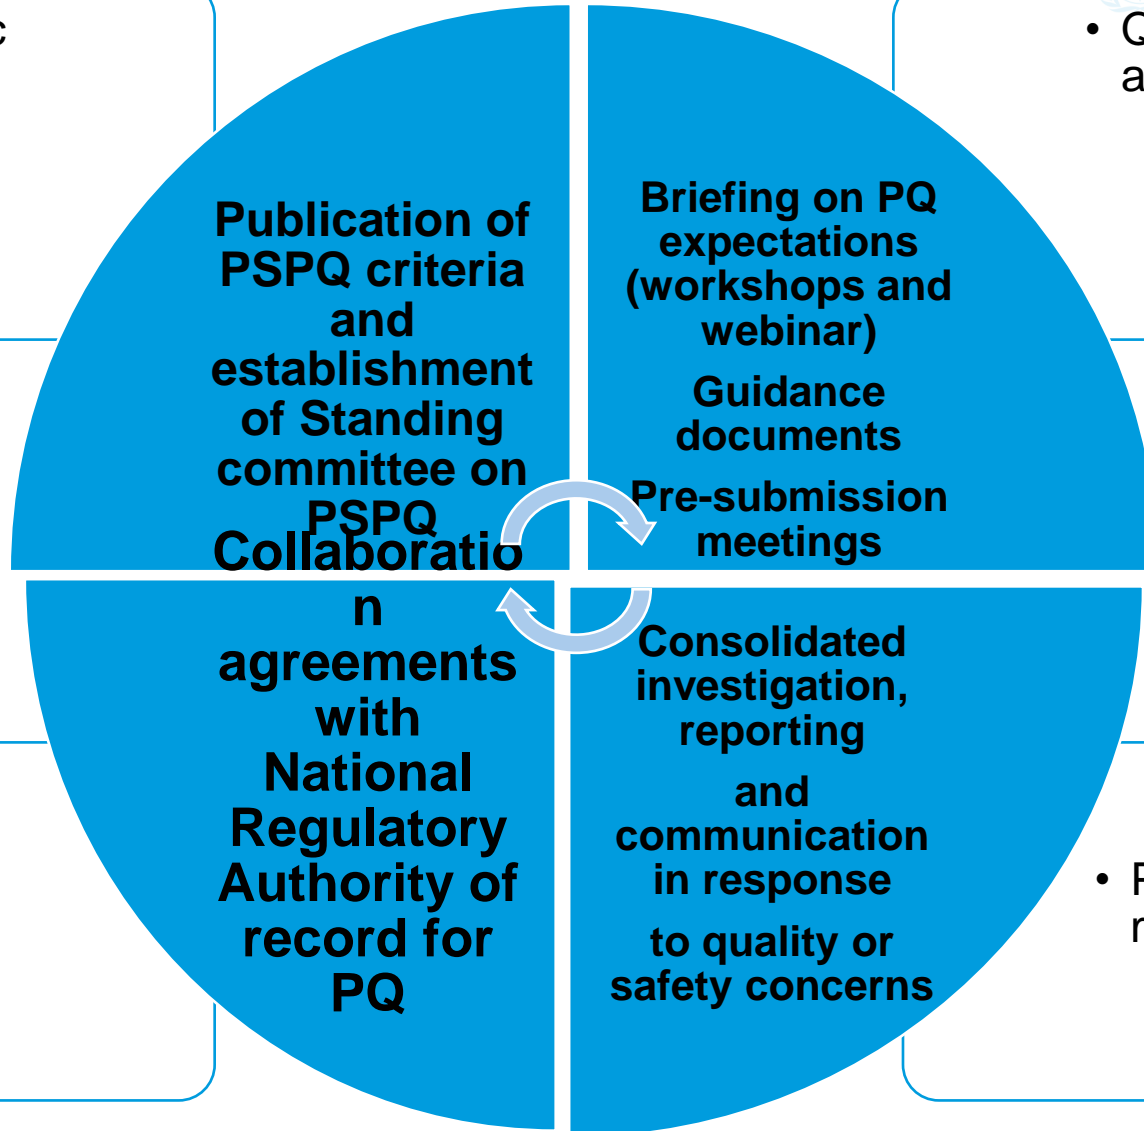 Publication of
PSPQ criteria
and
establishment
of Standing
committee on
PSPQ
Briefing on PQ
expectations
(workshops and
webinar)
Guidance
documents
Pre-submission
meetings
Collaboratio
n
agreements
with
National
Regulatory
Authority of
record for
PQ
Consolidated
investigation,
reporting
and
communication
in response
to quality or
safety concerns